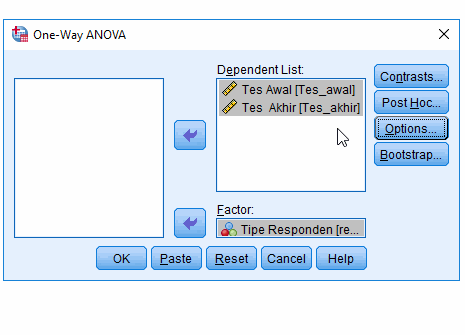 One-Way ANOVA
Dependent List:
Tes Awal [Tes_awal]
Tes Akhir [Tes_akhir]
Contrasts...
Post Hoc...
Options...
Bootstrap...
Factor:
Tipe Responden [re...
OK
Paste
Reset
Cancel
Help